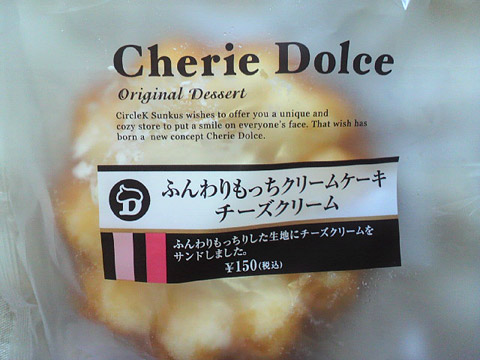 Cherie Dolce
Original Dessert
CircleK Sunkus wishes to offer you a unique and
cozy store to put a smile on everyone's face. That wish has
born a new concept Cherie Dolce.
D
ふんわりもっちクリームケーキ
チーズクリーム
ふんわりもっちりした生地にチーズクリームを
サンドしました。
¥150(税込)